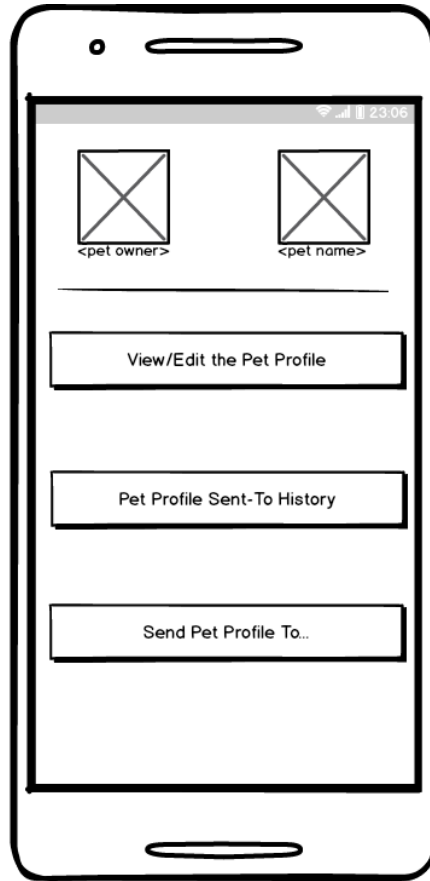 23:06
<pet owner>
<pet name>
View/Edit the Pet Profile
Pet Profile Sent-To History
Send Pet Profile To...